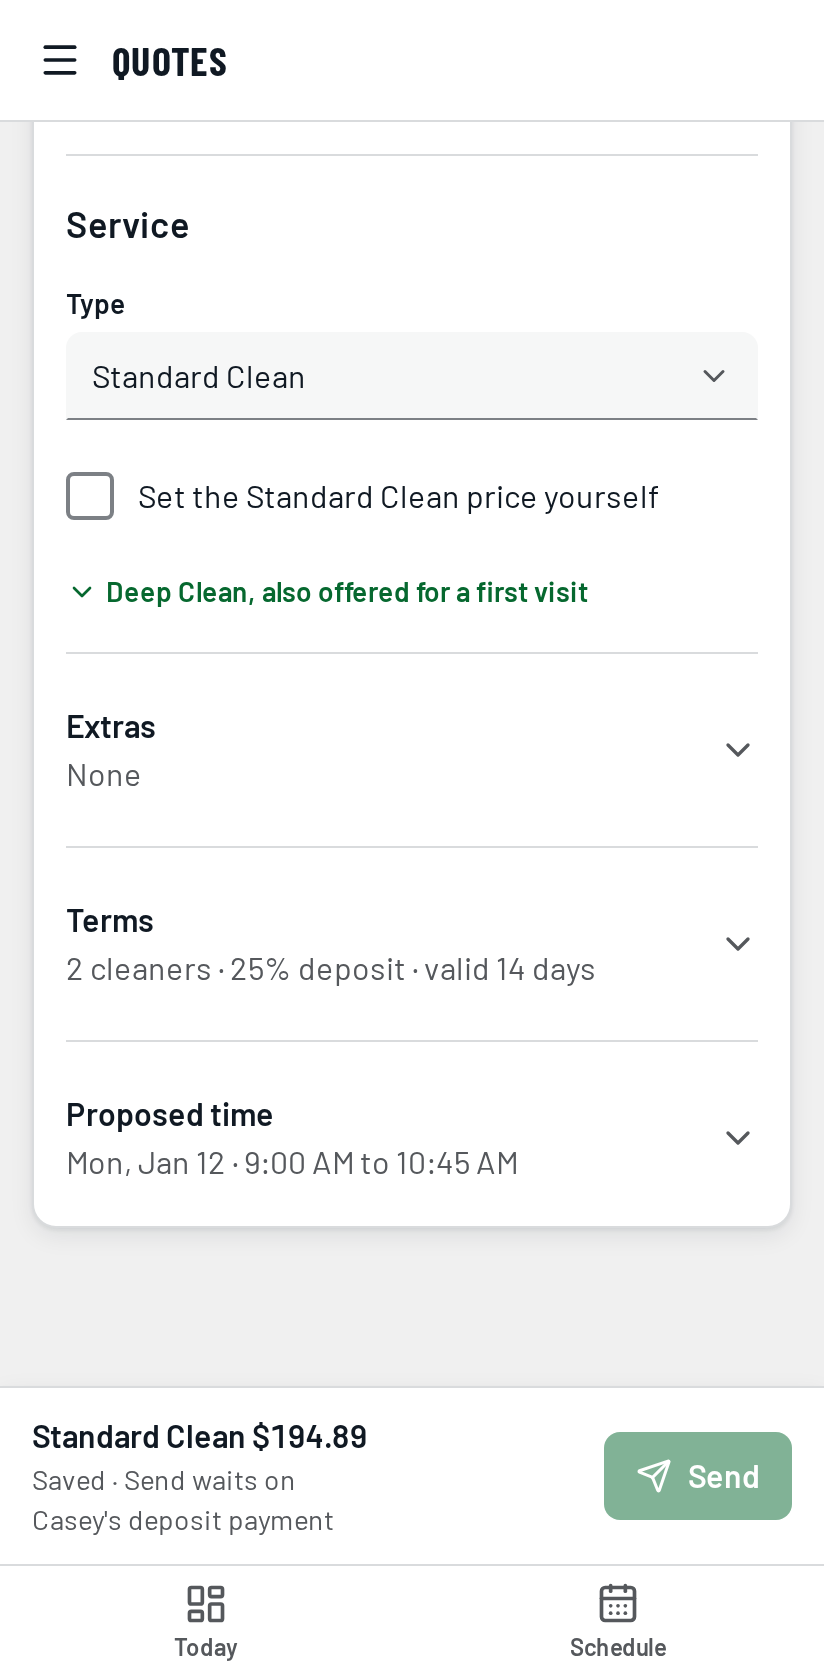 QUOTES
Service
Type
Standard Clean
Set the Standard Clean price yourself
Deep Clean, also offered for a first visit
Extras
None
Terms
2 cleaners · 25% deposit · valid 14 days
Proposed time
Mon, Jan 12 · 9:00 AM to 10:45 AM
Standard Clean $194.89
Saved · Send waits on
Casey's deposit payment
Send
Today
Schedule